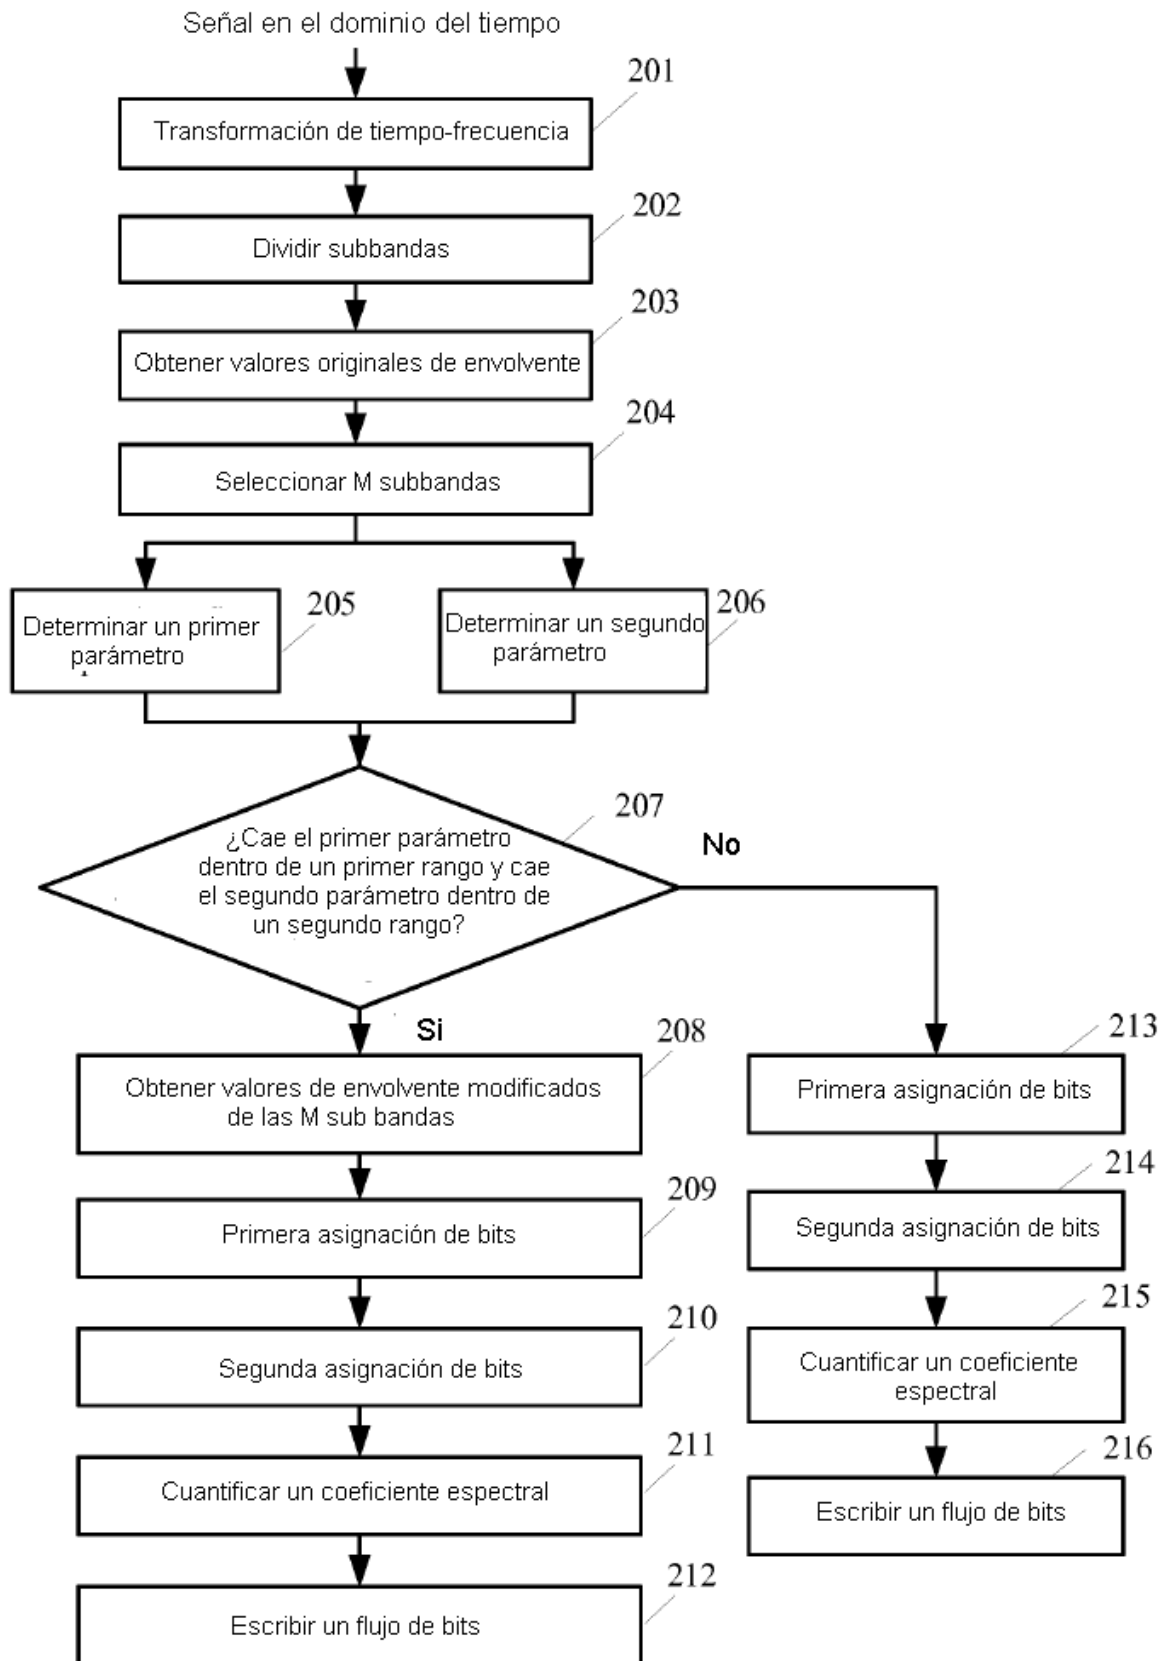 Señal en el dominio del tiempo
201
Transformación de tiempo-frecuencia
202
Dividir subbandas
203
Obtener valores originales de envolvente
204
Seleccionar M subbandas
205
Determinar un primer
parámetro
206
Determinar un segundo
parámetro
207
¿Cae el primer parámetro
dentro de un primer rango y cae
el segundo parámetro dentro de
un segundo rango?
No
Si
208
Obtener valores de envolvente modificados
de las M sub bandas
209
Primera asignación de bits
210
Segunda asignación de bits
211
Cuantificar un coeficiente espectral
212
Escribir un flujo de bits
213
Primera asignación de bits
214
Segunda asignación de bits
215
Cuantificar un coeficiente
espectral
216
Escribir un flujo de bits